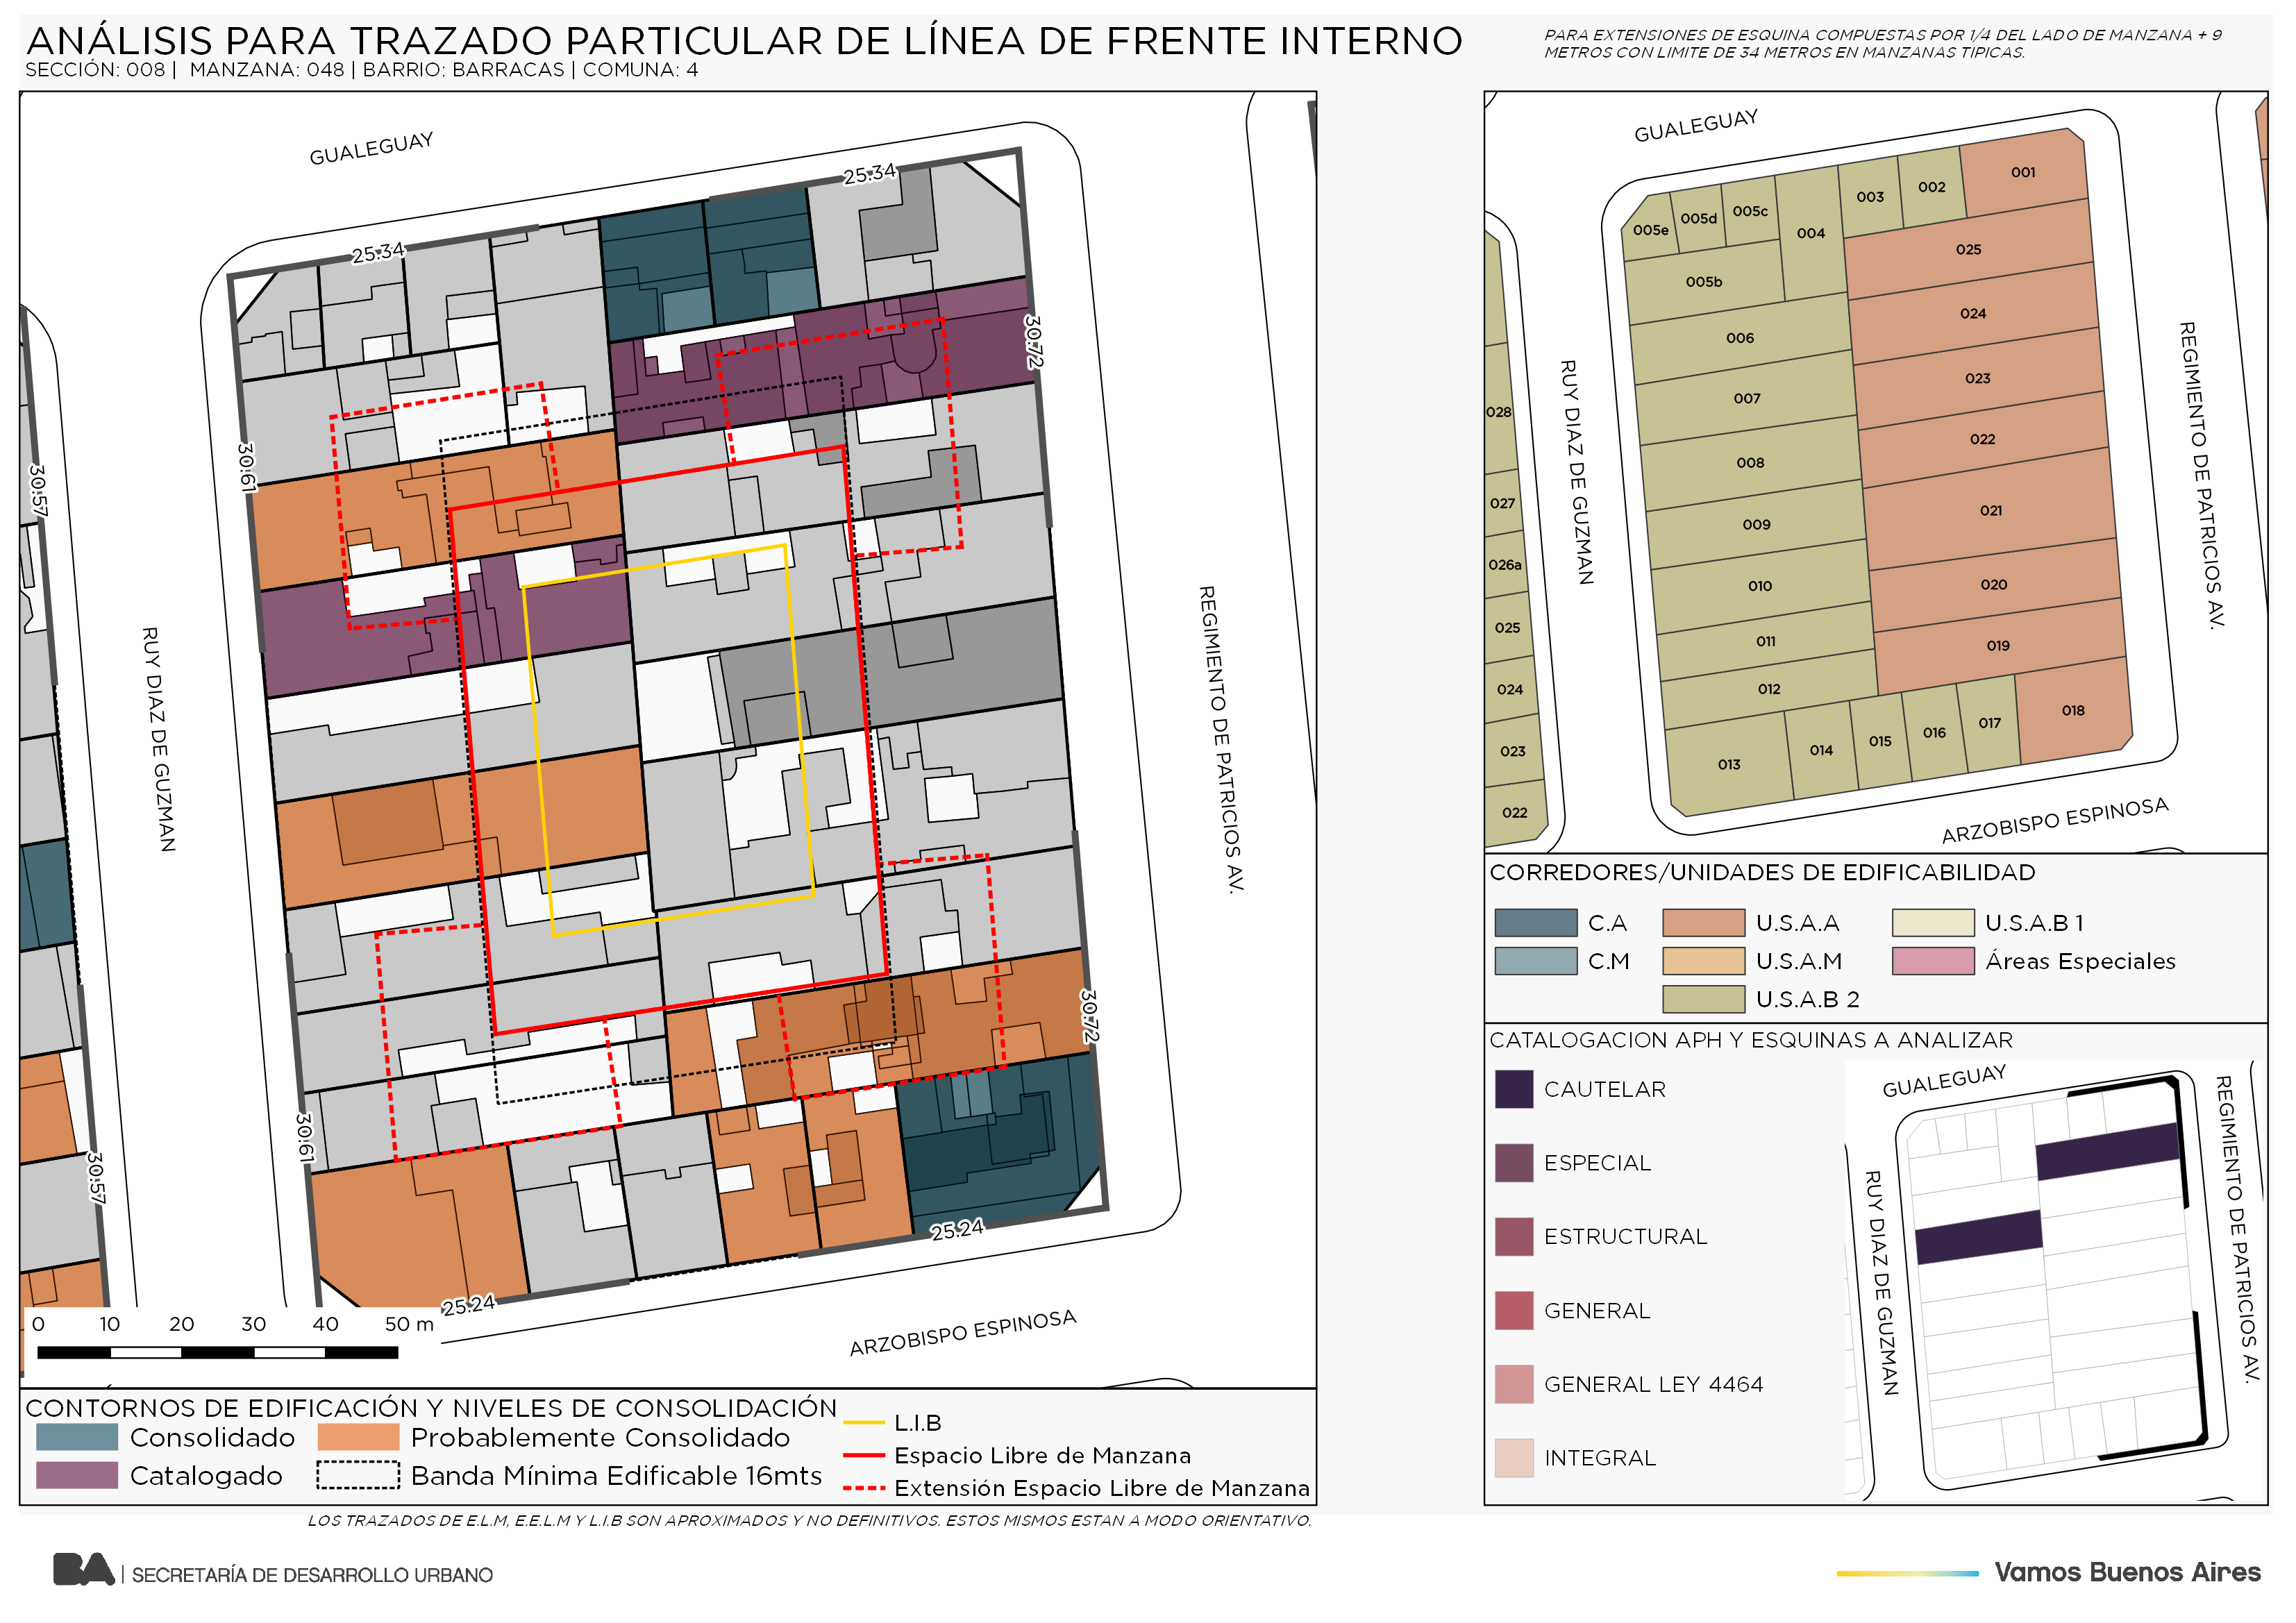 ANÁLISIS PARA TRAZADO PARTICULAR DE LÍNEA DE FRENTE INTERNO
SECCIÓN: 008 | MANZANA: 048 | BARRIO: BARRACAS | COMUNA: 4
PARA EXTENSIONES DE ESQUINA COMPUESTAS POR 1/4 DEL LADO DE MANZANA + 9
METROS CON LIMITE DE 34 METROS EN MANZANAS TIPICAS.
GUALEGUAY
25.34
25.34
30.72
30.61
30.57
RUY DIAZ DE GUZMAN
REGIMIENTO DE PATRICIOS AV.
30.72
30.61
30.57
25.24
25.24
ARZOBISPO ESPINOSA
0 10 20 30 40 50 m
CONTORNOS DE EDIFICACIÓN Y NIVELES DE CONSOLIDACIÓN
Consolidado
Probablemente Consolidado
Catalogado
Banda Mínima Edificable 16mts
L.I.B
Espacio Libre de Manzana
Extensión Espacio Libre de Manzana
LOS TRAZADOS DE E.L.M, E.E.L.M Y L.I.B SON APROXIMADOS Y NO DEFINITIVOS. ESTOS MISMOS ESTAN A MODO ORIENTATIVO.
GUALEGUAY
001
002
003
004
005c
005d
005e
005b
025
006
024
007
023
008
022
009
021
010
020
011
019
012
018
013
014
015
016
017
028
027
026a
025
024
023
022
RUY DIAZ DE GUZMAN
REGIMIENTO DE PATRICIOS AV.
ARZOBISPO ESPINOSA
CORREDORES/UNIDADES DE EDIFICABILIDAD
C.A
U.S.A.A
U.S.A.B 1
C.M
U.S.A.M
Áreas Especiales
U.S.A.B 2
CATALOGACION APH Y ESQUINAS A ANALIZAR
CAUTELAR
ESPECIAL
ESTRUCTURAL
GENERAL
GENERAL LEY 4464
INTEGRAL
GUALEGUAY
RUY DIAZ DE GUZMAN
REGIMIENTO DE PATRICIOS AV.
BA | SECRETARÍA DE DESARROLLO URBANO
Vamos Buenos Aires